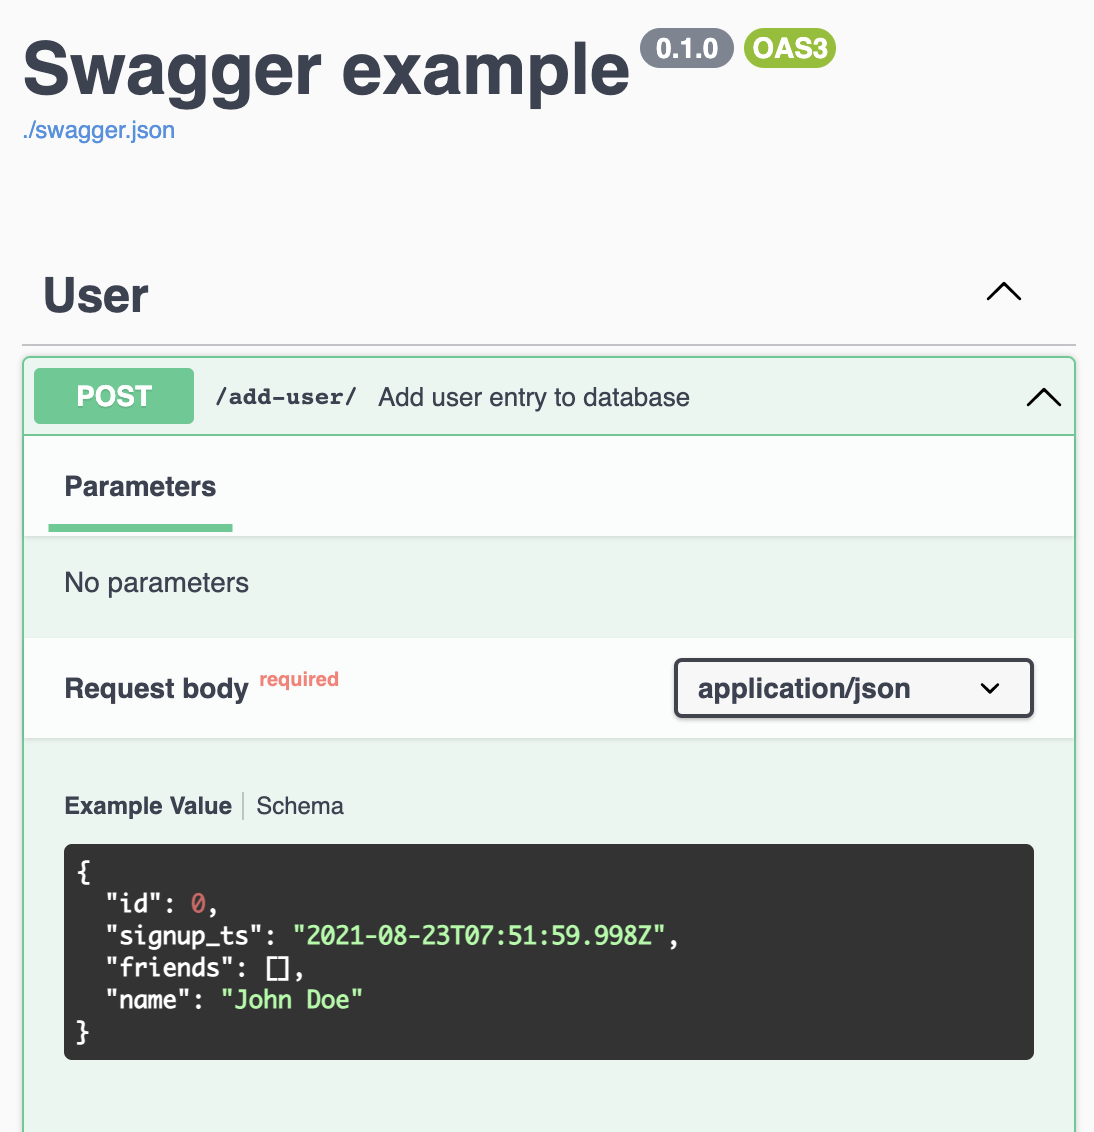 Swagger example 0.1.0 OAS3
./swagger.json
User
POST /add-user/ Add user entry to database
Parameters
No parameters
Request body required application/json
Example Value Schema
{
  "id": 0,
  "signup_ts": "2021-08-23T07:51:59.998Z",
  "friends": [],
  "name": "John Doe"
}